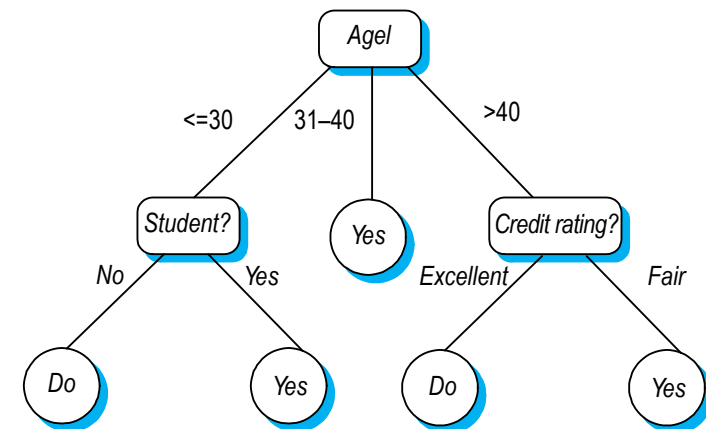 Agel
<=30
31–40
>40
Student?
Yes
Credit rating?
No
Yes
Excellent
Fair
Do
Yes
Do
Yes